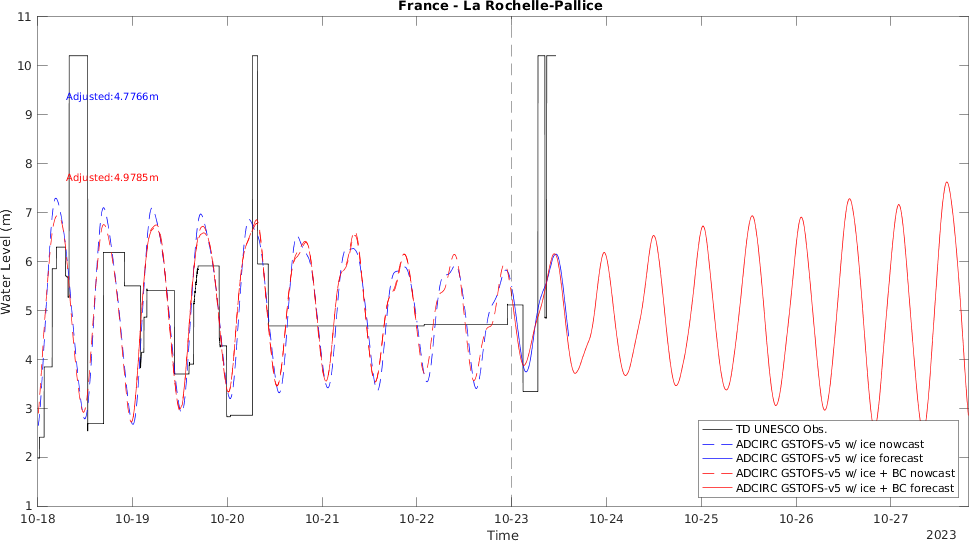 France - La Rochelle-Pallice
11
10
9
8
7
6
5
4
3
2
1
Water Level (m)
Adjusted:4.7766m
Adjusted:4.9785m
TD UNESCO Obs.
ADCIRC GSTOFS-v5 w/ ice nowcast
ADCIRC GSTOFS-v5 w/ ice forecast
ADCIRC GSTOFS-v5 w/ ice + BC nowcast
ADCIRC GSTOFS-v5 w/ ice + BC forecast
10-18 10-19 10-20 10-21 10-22 10-23 10-24 10-25 10-26 10-27
Time
2023